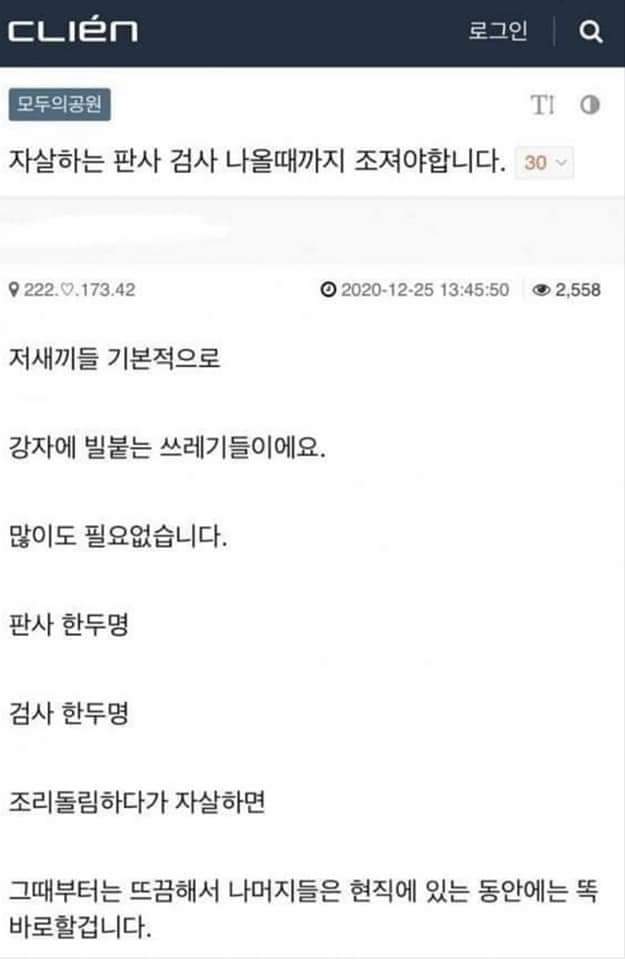 CLIÉN 로그인
모두의공원 TI
자살하는 판사 검사 나올때까지 조져야합니다. 30
222.♡.173.42 2020-12-25 13:45:50 2,558
저새끼들 기본적으로
강자에 빌붙는 쓰레기들이에요.
많이도 필요없습니다.
판사 한두명
검사 한두명
조리돌림하다가 자살하면
그때부터는 뜨끔해서 나머지들은 현직에 있는 동안에는 똑
바로할겁니다.